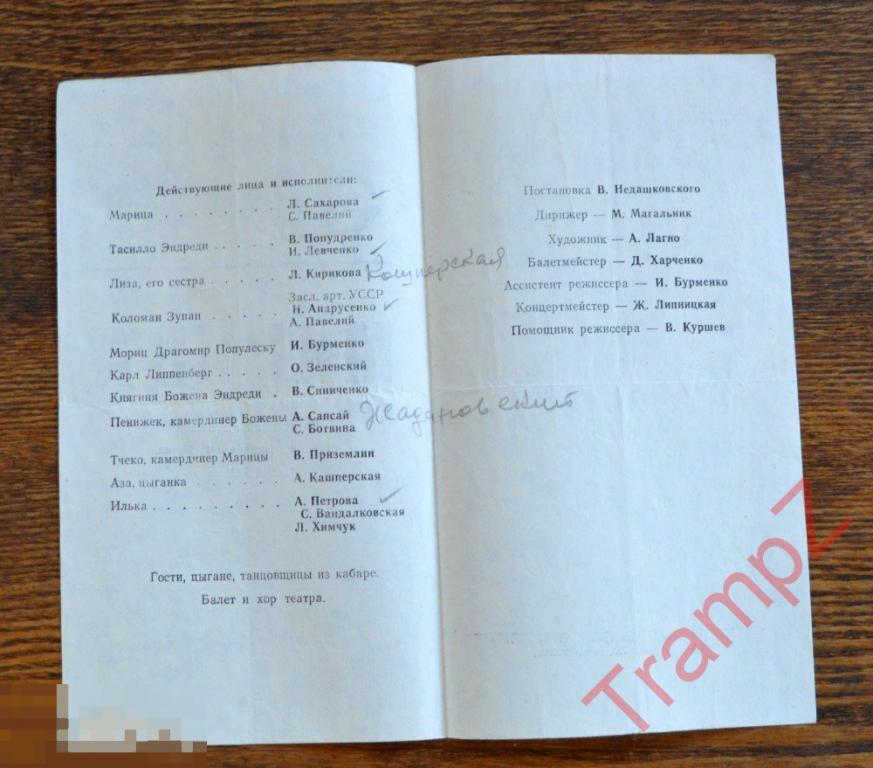 Действующие лица и исполнители:
Марица . . . . . . . . Л. Сахарова
С. Павелий
Тасилло Эндреди . . . . . В. Попудренко
И. Левченко
Лиза, его сестра . . . . . . Л. Кирикова
Засл. арт. УССР
Коломан Зупан . . . . . Н. Андрусенко
А. Павелий
Мориц Драгомир Популеску И. Бурменко
Карл Липпенберг . . . . О. Зеленский
Княгиня Божена Эндреди . В. Синиченко
Пенижек, камердинер Божены А. Сапсай
Жадановский
С. Ботвина
Тчеко, камердинер Марицы В. Приземлин
Аза, цыганка . . . . . . А. Кашперская
Илька . . . . . . . . . А. Петрова
С. Вандалковская
Л. Химчук
Гости, цыгане, танцовщицы из кабаре.
Балет и хор театра.
Постановка В. Недашковского
Дирижер — М. Магальник
Художник — А. Лагно
Балетмейстер — Д. Харченко
Ассистент режиссера — И. Бурменко
Концертмейстер — Ж. Липницкая
Помощник режиссера — В. Куршев
TrampZ